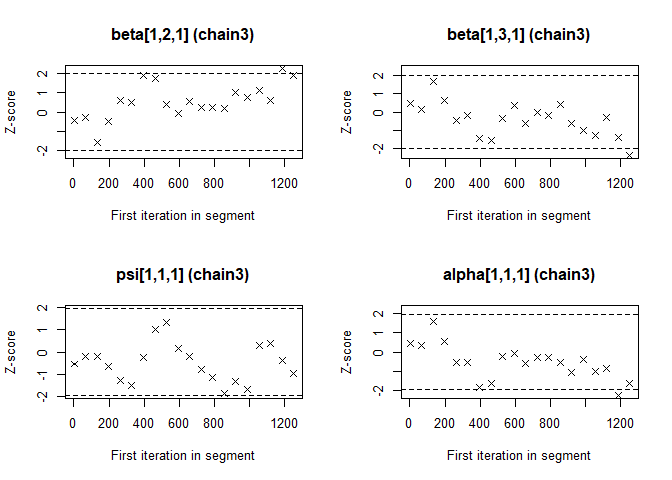 beta[1,2,1] (chain3)
Z-score
2
0
-2
0 200 400 600 800 1200
First iteration in segment
beta[1,3,1] (chain3)
Z-score
2
0
-2
0 200 400 600 800 1200
First iteration in segment
psi[1,1,1] (chain3)
Z-score
2
1
0
-1
-2
0 200 400 600 800 1200
First iteration in segment
alpha[1,1,1] (chain3)
Z-score
2
0
-2
0 200 400 600 800 1200
First iteration in segment